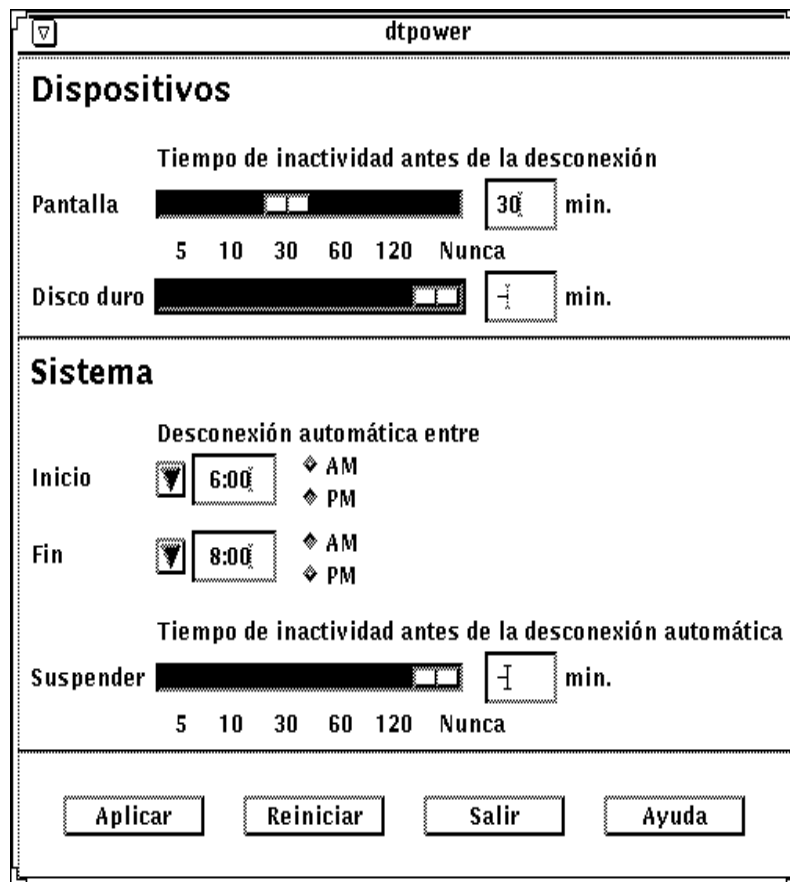 dtpower
Dispositivos
Tiempo de inactividad antes de la desconexión
Pantalla 30 min.
5 10 30 60 120 Nunca
Disco duro - min.
Sistema
Desconexión automática entre
Inicio 6:00 AM
PM
Fin 8:00 AM
PM
Tiempo de inactividad antes de la desconexión automática
Suspender - min.
5 10 30 60 120 Nunca
Aplicar Reiniciar Salir Ayuda